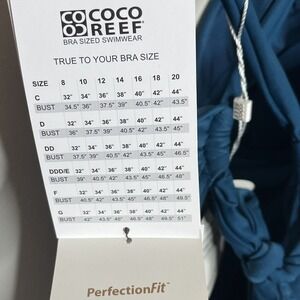 COCO
REEF®
BRA SIZED SWIMWEAR
TRUE TO YOUR BRA SIZE
SIZE 8 10 12 14 16 18 20
C 32" 34" 36" 38" 40" 42" 44"
BUST 34.5" 36" 37.5" 39" 40.5" 42" 43.5"
D 32" 34" 36" 38" 40" 42" 44"
BUST 36" 37.5" 39" 40.5" 42" 43.5" 45"
DD 32" 34" 36" 38" 40" 42" 44"
BUST 37.5" 39" 40.5" 42" 43.5" 45" 46.5"
DDD/E 32" 34" 36" 38" 40" 42" 44"
BUST 39" 40.5" 42" 43.5" 45" 46.5" 48"
F 32" 34" 36" 38" 40" 42" 44"
BUST 40.5" 42" 43.5" 45" 46.5" 48" 49.5"
G 32" 34" 36" 38" 40" 42" 44"
BUST 42" 43.5" 45" 46.5" 48" 49.5" 51"
PerfectionFit™